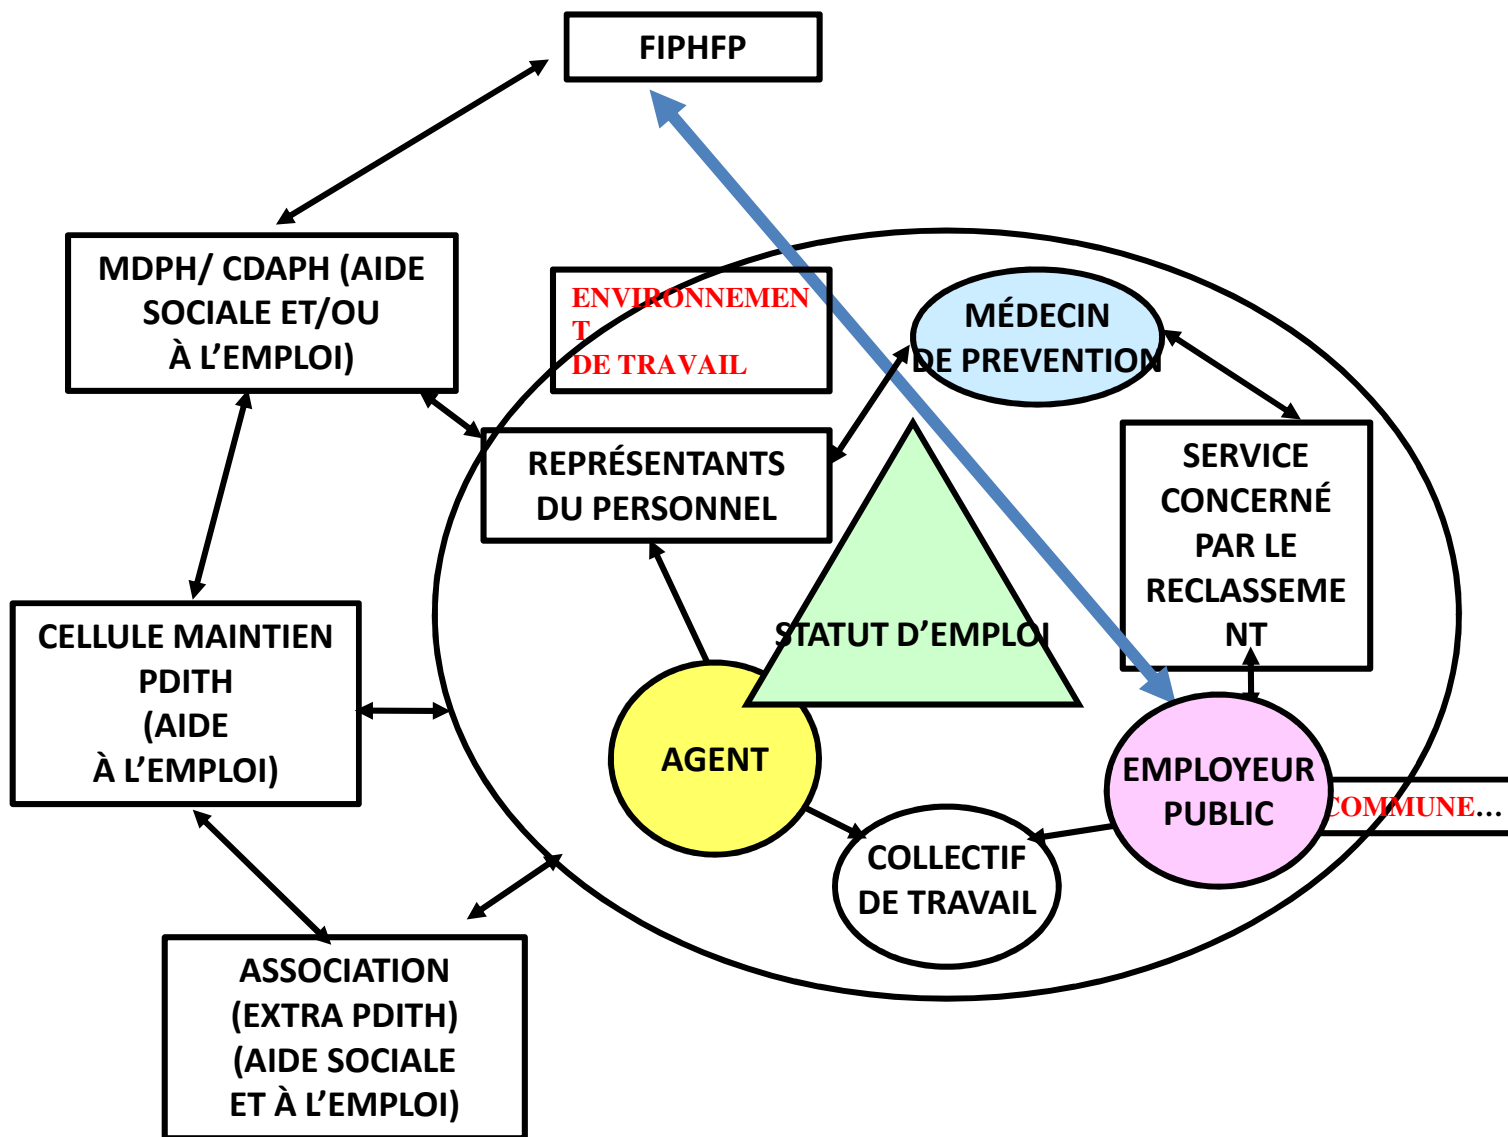 FIPHFP
MDPH/ CDAPH (AIDE
SOCIALE ET/OU
À L’EMPLOI)
ENVIRONNEMEN
T
DE TRAVAIL
MÉDECIN
DE PREVENTION
REPRÉSENTANTS
DU PERSONNEL
SERVICE
CONCERNÉ
PAR LE
RECLASSEME
NT
CELLULE MAINTIEN
PDITH
(AIDE
À L’EMPLOI)
STATUT D’EMPLOI
AGENT
EMPLOYEUR
PUBLIC
COMMUNE...
COLLECTIF
DE TRAVAIL
ASSOCIATION
(EXTRA PDITH)
(AIDE SOCIALE
ET À L’EMPLOI)